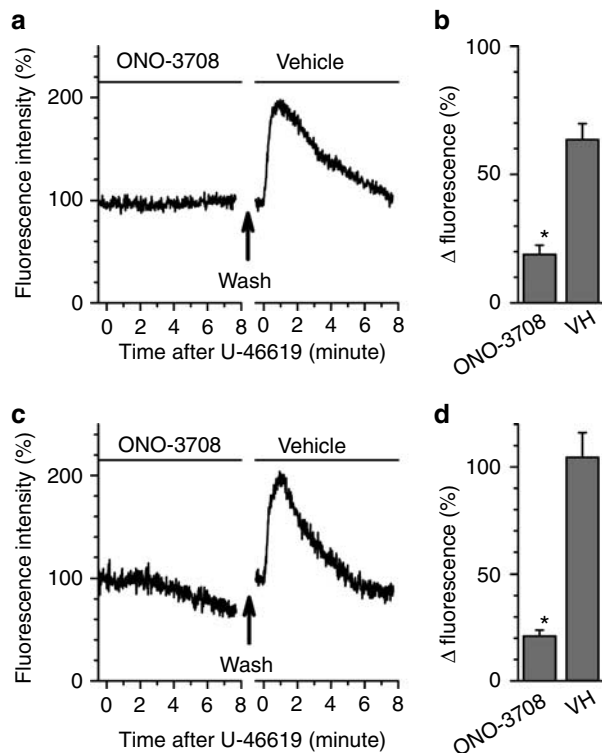 a
ONO-3708 Vehicle
Fluorescence intensity (%)
200
100
0
Wash
0 2 4 6 8 0 2 4 6 8
Time after U-46619 (minute)
b
Δ fluorescence (%)
100
50
0
*
ONO-3708
VH
c
ONO-3708 Vehicle
Fluorescence intensity (%)
200
100
0
Wash
0 2 4 6 8 0 2 4 6 8
Time after U-46619 (minute)
d
Δ fluorescence (%)
100
50
0
*
ONO-3708
VH